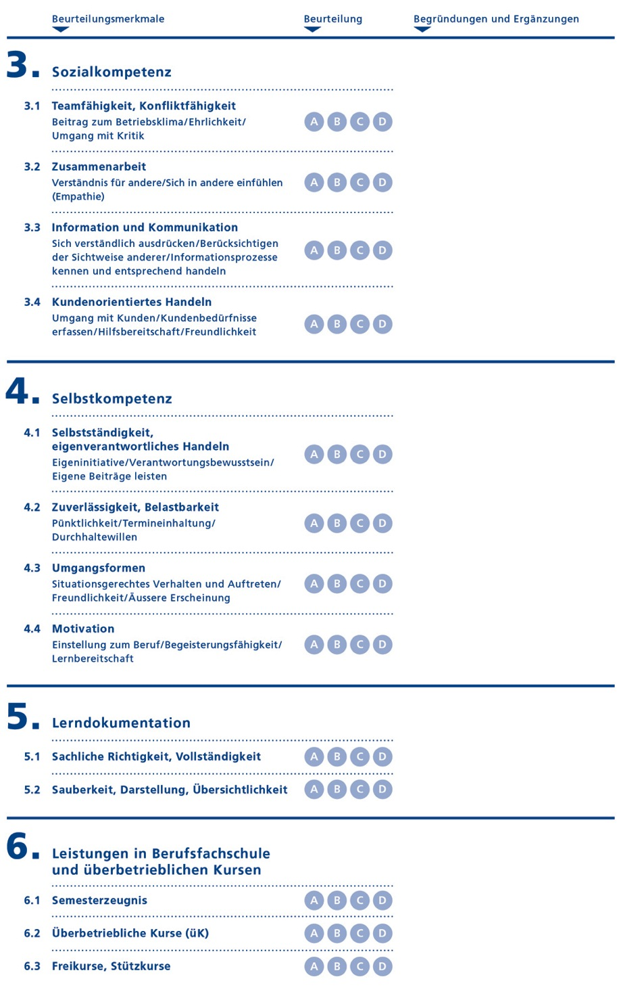 Beurteilungsmerkmale Beurteilung Begründungen und Ergänzungen
3. Sozialkompetenz
3.1 Teamfähigkeit, Konfliktfähigkeit
Beitrag zum Betriebsklima/Ehrlichkeit/
Umgang mit Kritik
A B C D
3.2 Zusammenarbeit
Verständnis für andere/Sich in andere einfühlen
(Empathie)
A B C D
3.3 Information und Kommunikation
Sich verständlich ausdrücken/Berücksichtigen
der Sichtweise anderer/Informationsprozesse
kennen und entsprechend handeln
A B C D
3.4 Kundenorientiertes Handeln
Umgang mit Kunden/Kundenbedürfnisse
erfassen/Hilfsbereitschaft/Freundlichkeit
A B C D
4. Selbstkompetenz
4.1 Selbstständigkeit,
eigenverantwortliches Handeln
Eigeninitiative/Verantwortungsbewusstsein/
Eigene Beiträge leisten
A B C D
4.2 Zuverlässigkeit, Belastbarkeit
Pünktlichkeit/Termineinhaltung/
Durchhaltewillen
A B C D
4.3 Umgangsformen
Situationsgerechtes Verhalten und Auftreten/
Freundlichkeit/Äussere Erscheinung
A B C D
4.4 Motivation
Einstellung zum Beruf/Begeisterungsfähigkeit/
Lernbereitschaft
A B C D
5. Lerndokumentation
5.1 Sachliche Richtigkeit, Vollständigkeit A B C D
5.2 Sauberkeit, Darstellung, Übersichtlichkeit A B C D
6. Leistungen in Berufsfachschule
und überbetrieblichen Kursen
6.1 Semesterzeugnis A B C D
6.2 Überbetriebliche Kurse (üK) A B C D
6.3 Freikurse, Stützkurse A B C D